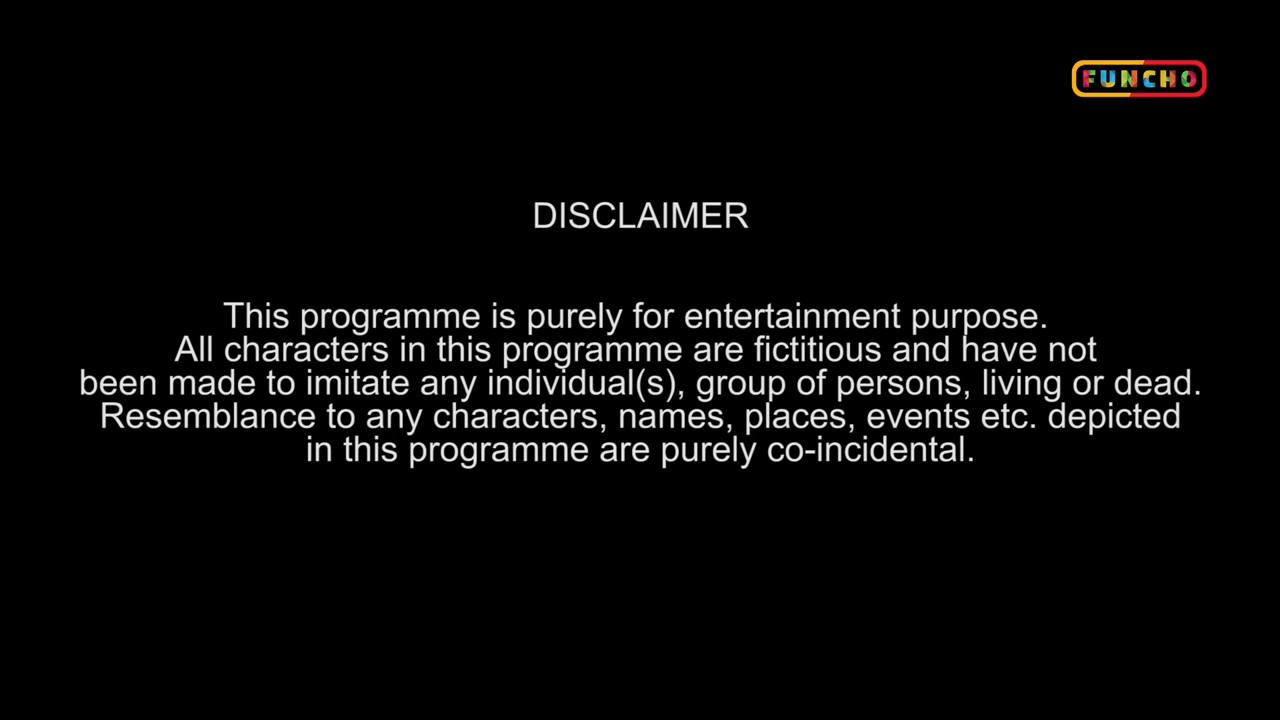 FUNCHO
DISCLAIMER
This programme is purely for entertainment purpose.
All characters in this programme are fictitious and have not
been made to imitate any individual(s), group of persons, living or dead.
Resemblance to any characters, names, places, events etc. depicted
in this programme are purely co-incidental.